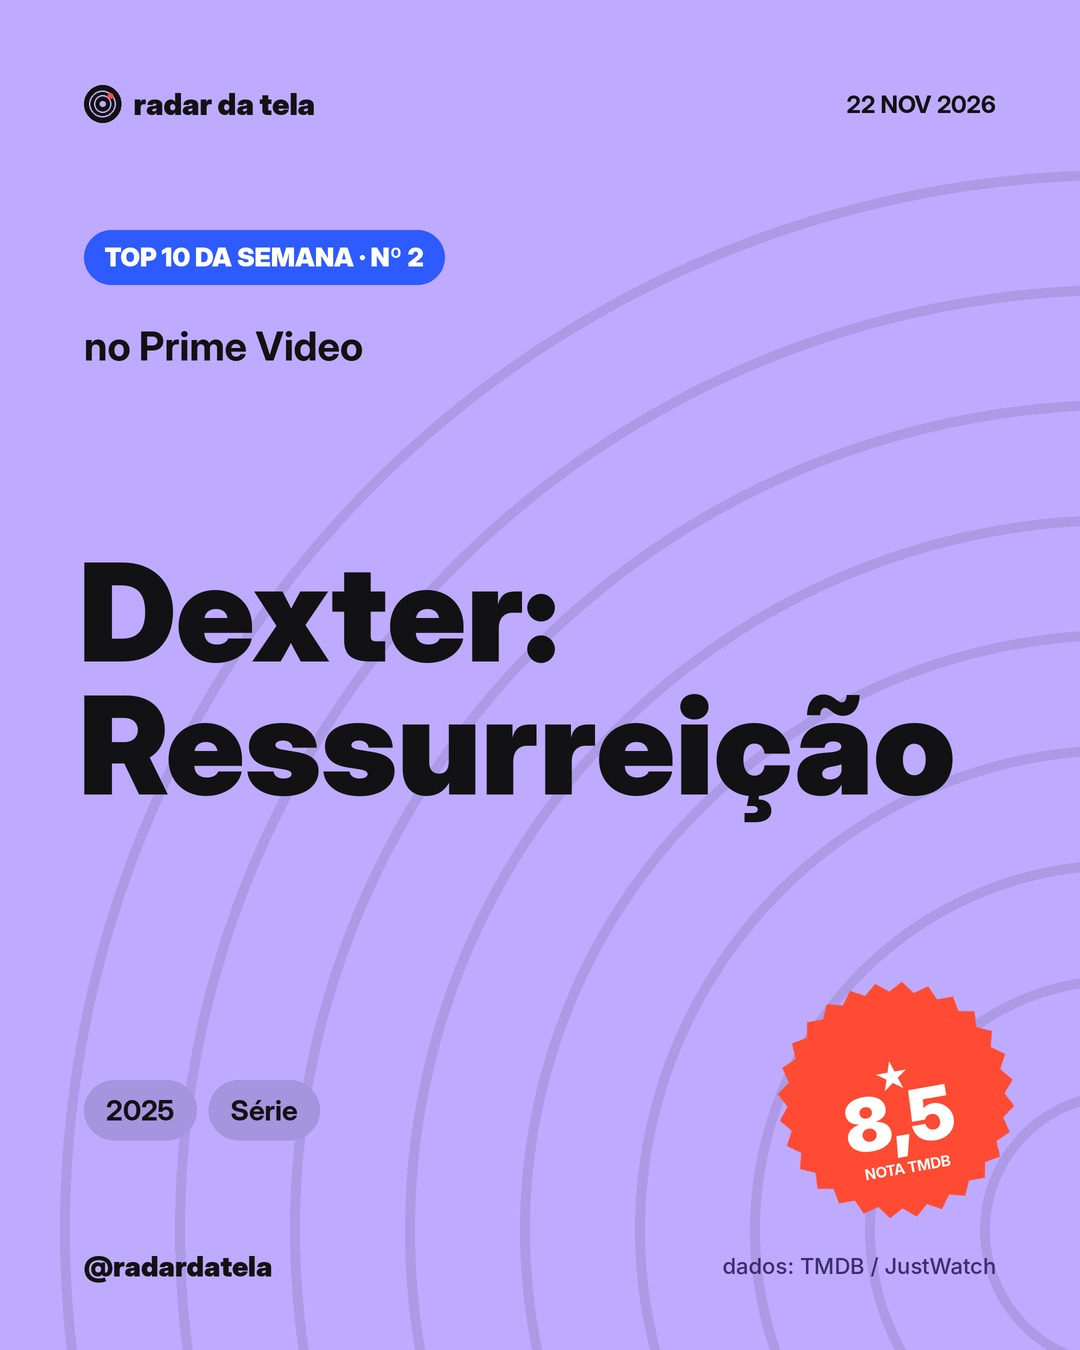 radar da tela
22 NOV 2026
TOP 10 DA SEMANA · Nº 2
no Prime Video
Dexter:
Ressurreição
2025
Série
★
8,5
NOTA TMDB
@radardatela
dados: TMDB / JustWatch